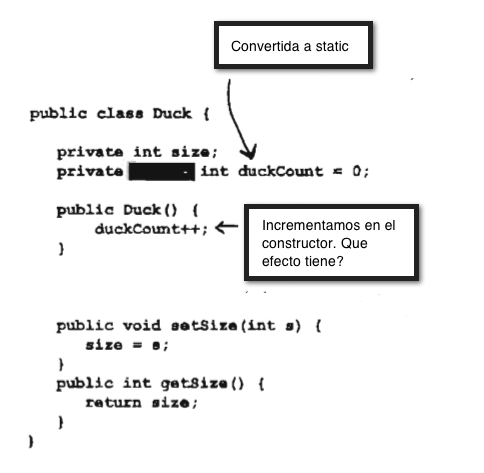 Convertida a static
public class Duck {
private int size;
private int duckCount = 0;
public Duck() {
duckCount++;
}
Incrementamos en el
constructor. Que
efecto tiene?
public void setSize(int s) {
size = s;
}
public int getSize() {
return size;
}
}